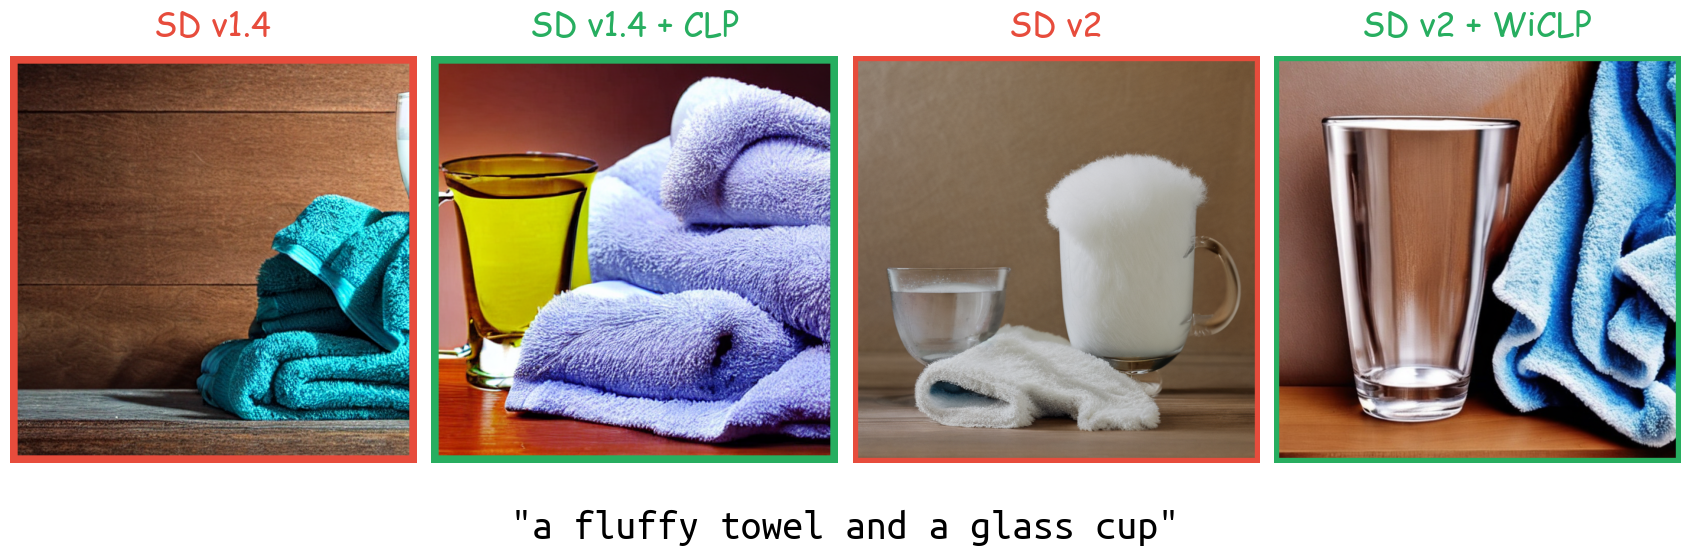 SD v1.4
SD v1.4 + CLP
SD v2
SD v2 + WiCLP
"a fluffy towel and a glass cup"